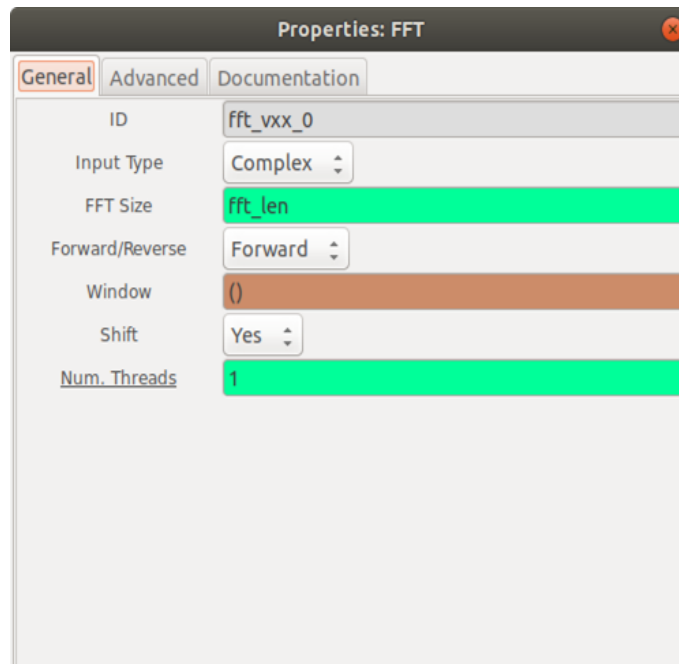 Properties: FFT
General Advanced Documentation
ID fft_vxx_0
Input Type Complex
FFT Size fft_len
Forward/Reverse Forward
Window ()
Shift Yes
Num. Threads 1